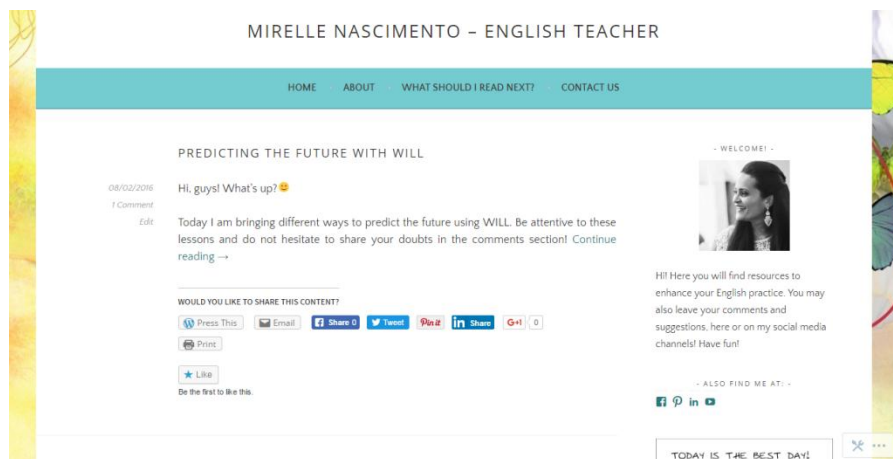 MIRELLE NASCIMENTO – ENGLISH TEACHER
HOME
ABOUT
WHAT SHOULD I READ NEXT?
CONTACT US
PREDICTING THE FUTURE WITH WILL
08/02/2016
1 Comment
Edit
Hi, guys! What's up?
Today I am bringing different ways to predict the future using WILL. Be attentive to these
lessons and do not hesitate to share your doubts in the comments section! Continue
reading →
WOULD YOU LIKE TO SHARE THIS CONTENT?
Press This
Email
Share 0
Tweet
Pin it
in Share
G+1 0
Print
Like
Be the first to like this.
- WELCOME! -
Hi! Here you will find resources to
enhance your English practice. You may
also leave your comments and
suggestions, here or on my social media
channels! Have fun!
- ALSO FIND ME AT: -
TODAY IS THE BEST DAY!